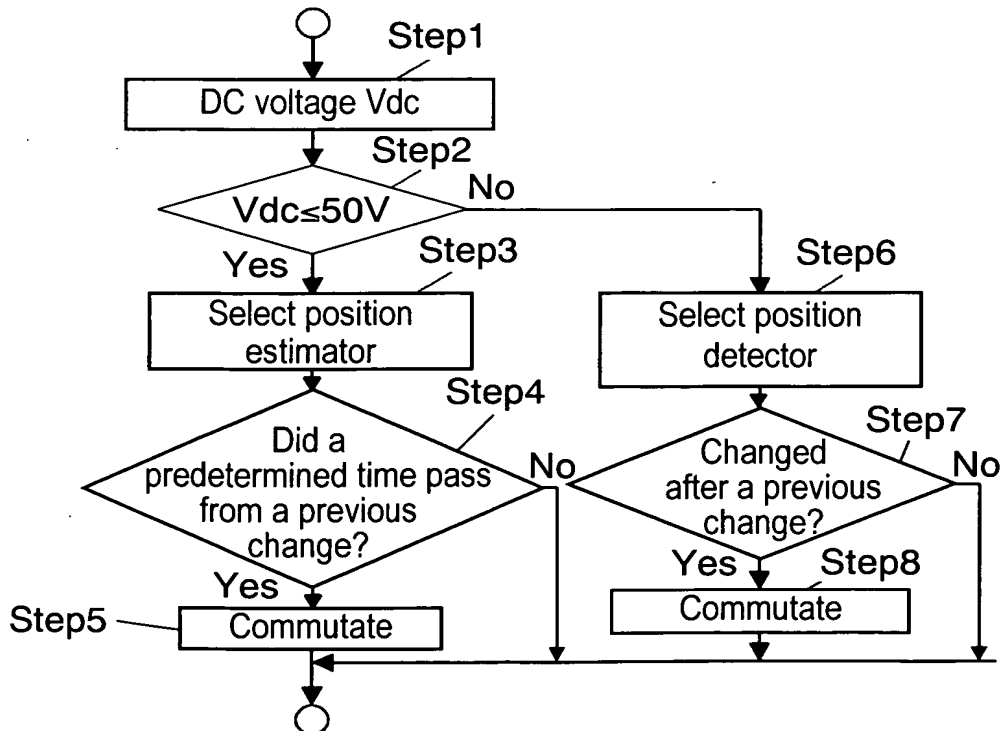 Step1
DC voltage Vdc
Step2
Vdc≤50V
No
Yes
Step3
Select position
estimator
Step6
Select position
detector
Step4
Did a
predetermined time pass
from a previous
change?
No
Yes
Step5
Commutate
Step7
Changed
after a previous
change?
No
Yes
Step8
Commutate